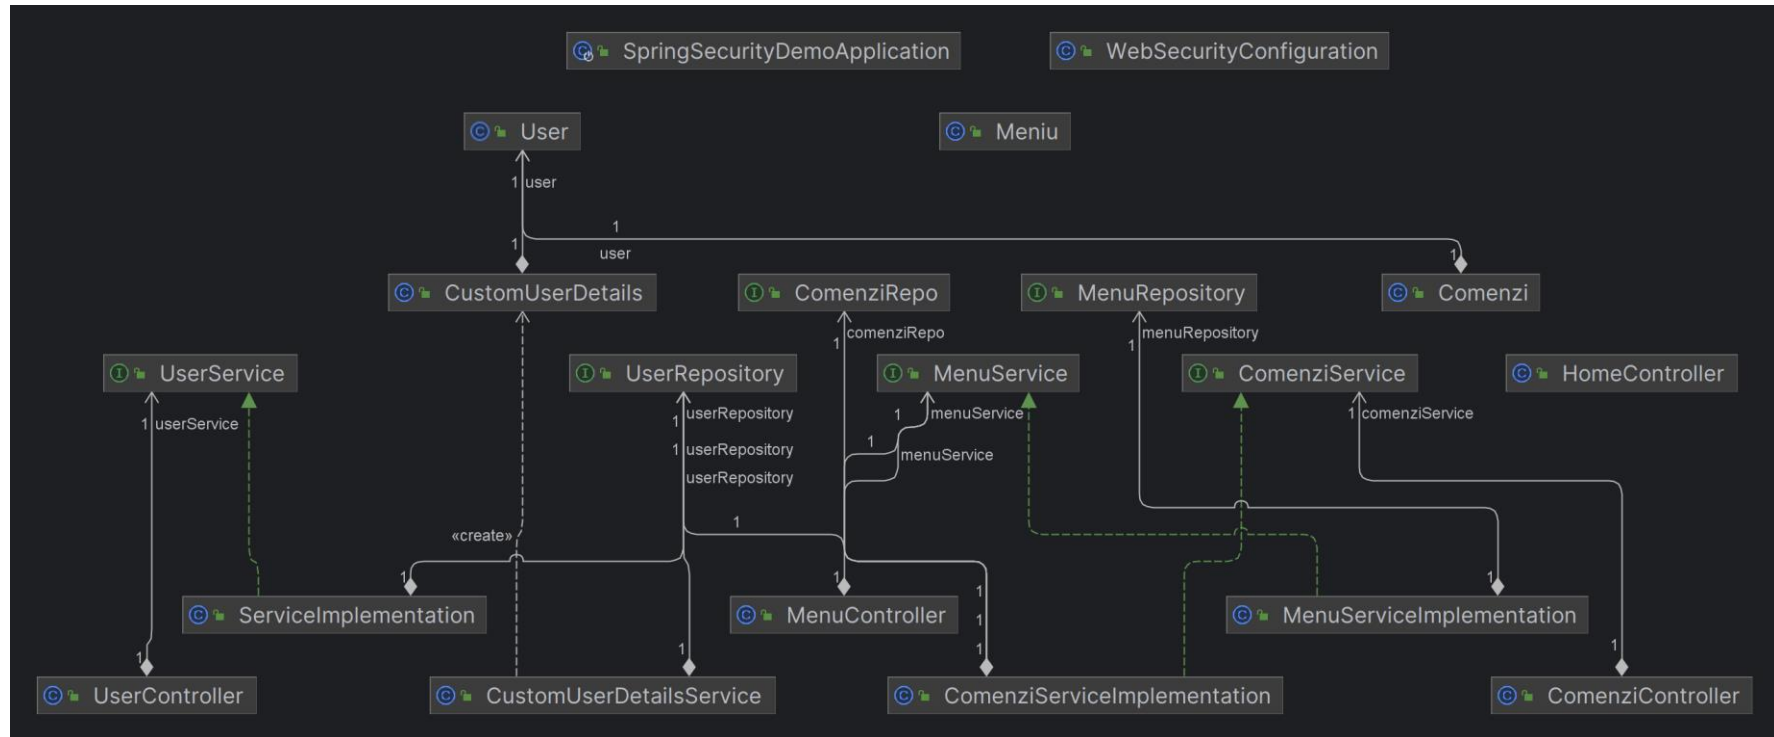 SpringSecurityDemoApplication
WebSecurityConfiguration
User
Meniu
1 user
1
user
1
1
CustomUserDetails
ComenziRepo
MenuRepository
Comenzi
comenziRepo
1
menuRepository
1
UserService
UserRepository
MenuService
ComenziService
HomeController
1 userService
userRepository
1
1 menuService
1 comenziService
1 userRepository
1
menuService
userRepository
1
«create»
1
1
1
1
1
1
ServiceImplementation
MenuController
MenuServiceImplementation
1
1
1
1
UserController
CustomUserDetailsService
ComenziServiceImplementation
ComenziController